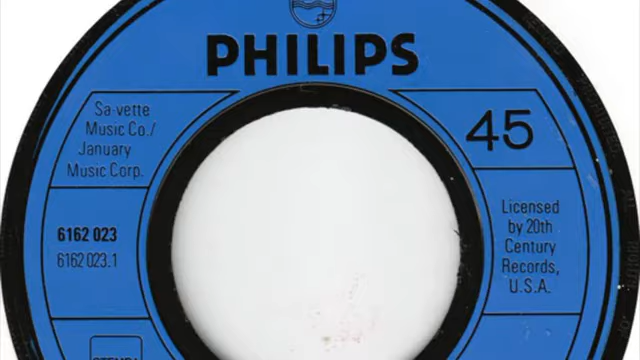 PHILIPS
Sa-vette
Music Co./
January
Music Corp.
45
6162 023
6162 023.1
Licensed
by 20th
Century
Records,
U.S.A.
STEMRA